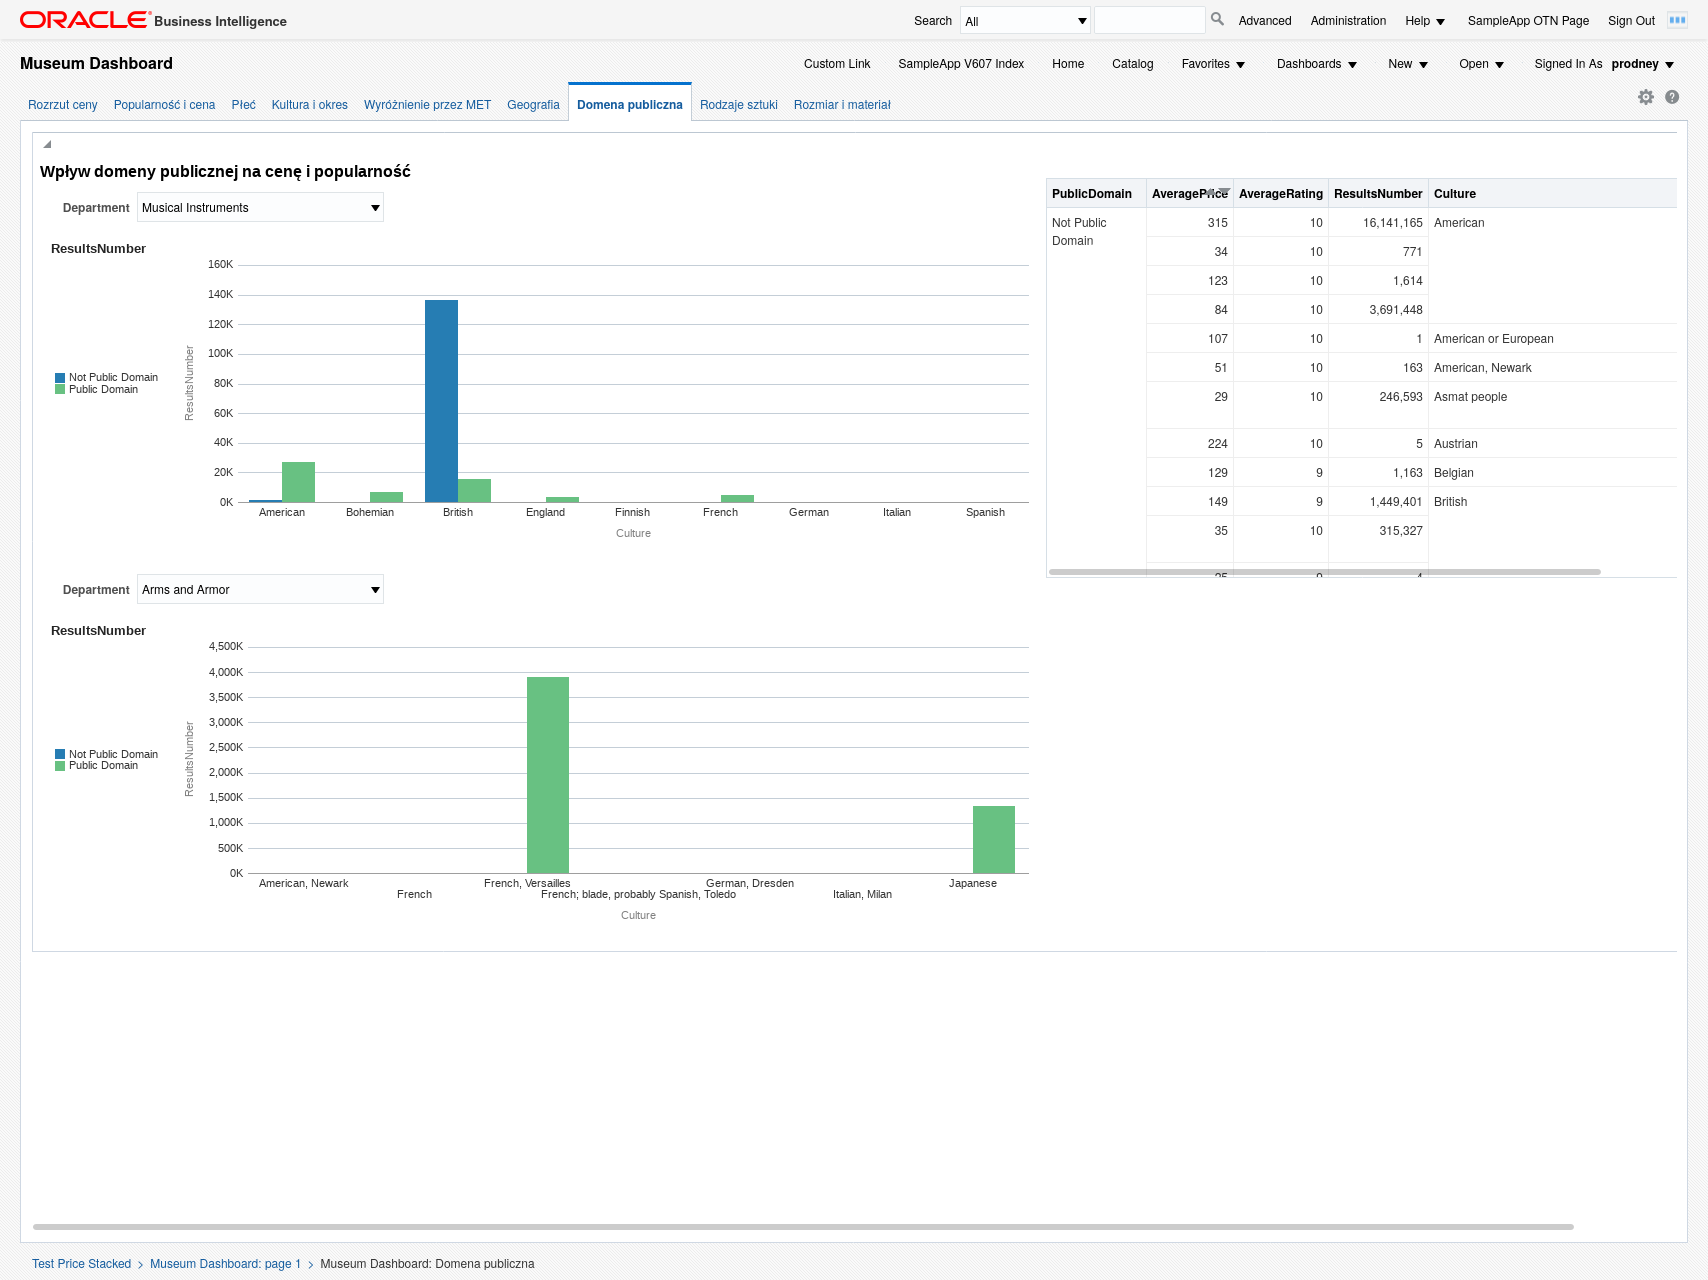 ORACLE Business Intelligence
Search All Advanced Administration Help SampleApp OTN Page Sign Out
Museum Dashboard
Custom Link SampleApp V607 Index Home Catalog Favorites Dashboards New Open Signed In As prodney
Rozrzut ceny Popularność i cena Płeć Kultura i okres Wyróżnienie przez MET Geografia Domena publiczna Rodzaje sztuki Rozmiar i materiał
Wpływ domeny publicznej na cenę i popularność
Department Musical Instruments
ResultsNumber
160K
140K
120K
100K
80K
60K
40K
20K
0K
ResultsNumber
Not Public Domain
Public Domain
American Bohemian British England Finnish French German Italian Spanish
Culture
Department Arms and Armor
ResultsNumber
4,500K
4,000K
3,500K
3,000K
2,500K
2,000K
1,500K
1,000K
500K
0K
ResultsNumber
Not Public Domain
Public Domain
American, Newark French, Versailles German, Dresden Japanese
French French; blade, probably Spanish, Toledo Italian, Milan
Culture
PublicDomain AveragePrice AverageRating ResultsNumber Culture
Not Public Domain 315 10 16,141,165 American
34 10 771
123 10 1,614
84 10 3,691,448
107 10 1 American or European
51 10 163 American, Newark
29 10 246,593 Asmat people
224 10 5 Austrian
129 9 1,163 Belgian
149 9 1,449,401 British
35 10 315,327
Test Price Stacked > Museum Dashboard: page 1 > Museum Dashboard: Domena publiczna